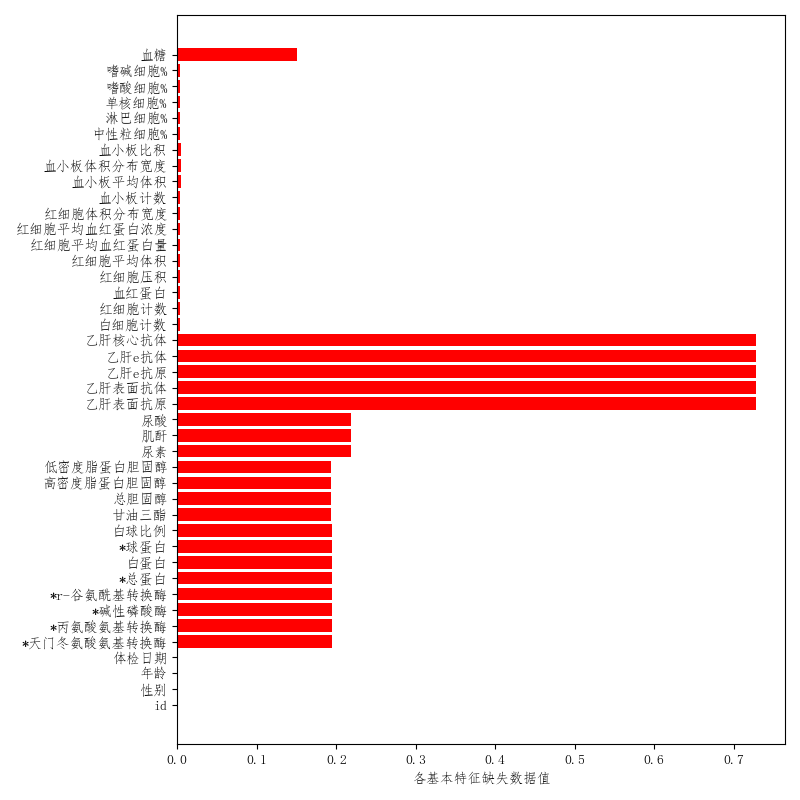 血糖
嗜碱细胞%
嗜酸细胞%
单核细胞%
淋巴细胞%
中性粒细胞%
血小板比积
血小板体积分布宽度
血小板平均体积
血小板计数
红细胞体积分布宽度
红细胞平均血红蛋白浓度
红细胞平均血红蛋白量
红细胞平均体积
红细胞压积
血红蛋白
红细胞计数
白细胞计数
乙肝核心抗体
乙肝e抗体
乙肝e抗原
乙肝表面抗体
乙肝表面抗原
尿酸
肌酐
尿素
低密度脂蛋白胆固醇
高密度脂蛋白胆固醇
总胆固醇
甘油三酯
白球比例
*球蛋白
白蛋白
*总蛋白
*r-谷氨酰基转换酶
*碱性磷酸酶
*丙氨酸氨基转换酶
*天门冬氨酸氨基转换酶
体检日期
年龄
性别
id
0.0 0.1 0.2 0.3 0.4 0.5 0.6 0.7
各基本特征缺失数据值